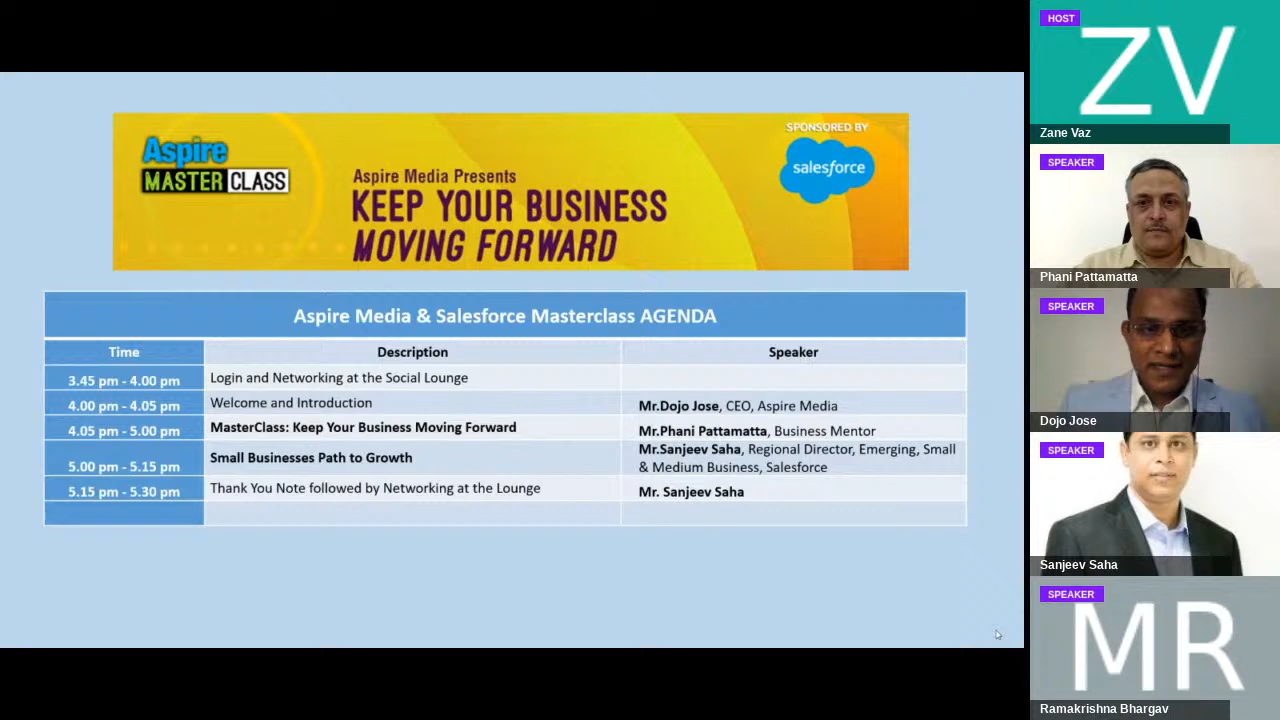 Aspire
MASTER CLASS
Aspire Media Presents
KEEP YOUR BUSINESS
MOVING FORWARD
SPONSORED BY
salesforce
Aspire Media & Salesforce Masterclass AGENDA
Time Description Speaker
3.45 pm - 4.00 pm Login and Networking at the Social Lounge
4.00 pm - 4.05 pm Welcome and Introduction Mr.Dojo Jose, CEO, Aspire Media
4.05 pm - 5.00 pm MasterClass: Keep Your Business Moving Forward Mr.Phani Pattamatta, Business Mentor
5.00 pm - 5.15 pm Small Businesses Path to Growth Mr.Sanjeev Saha, Regional Director, Emerging, Small
& Medium Business, Salesforce
5.15 pm - 5.30 pm Thank You Note followed by Networking at the Lounge Mr. Sanjeev Saha
HOST
ZV
Zane Vaz
SPEAKER
Phani Pattamatta
SPEAKER
Dojo Jose
SPEAKER
Sanjeev Saha
SPEAKER
MR
Ramakrishna Bhargav